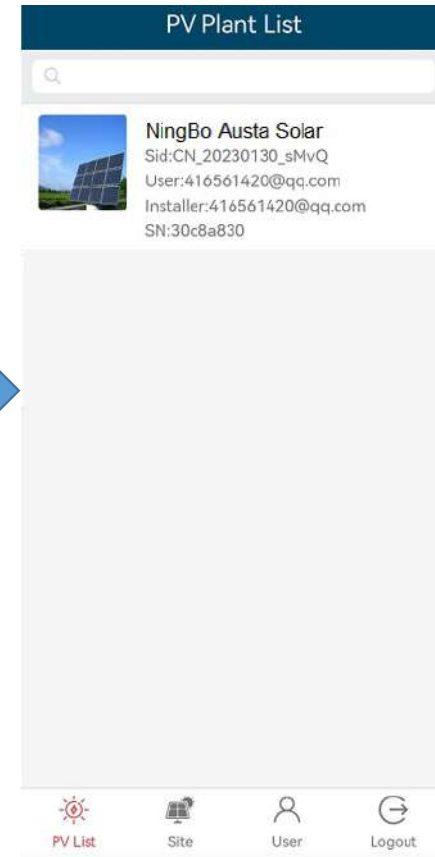 PV Plant List
NingBo Austa Solar
Sid:CN_20230130_sMvQ
User:416561420@qq.com
Installer:416561420@qq.com
SN:30c8a830
PV List
Site
User
Logout